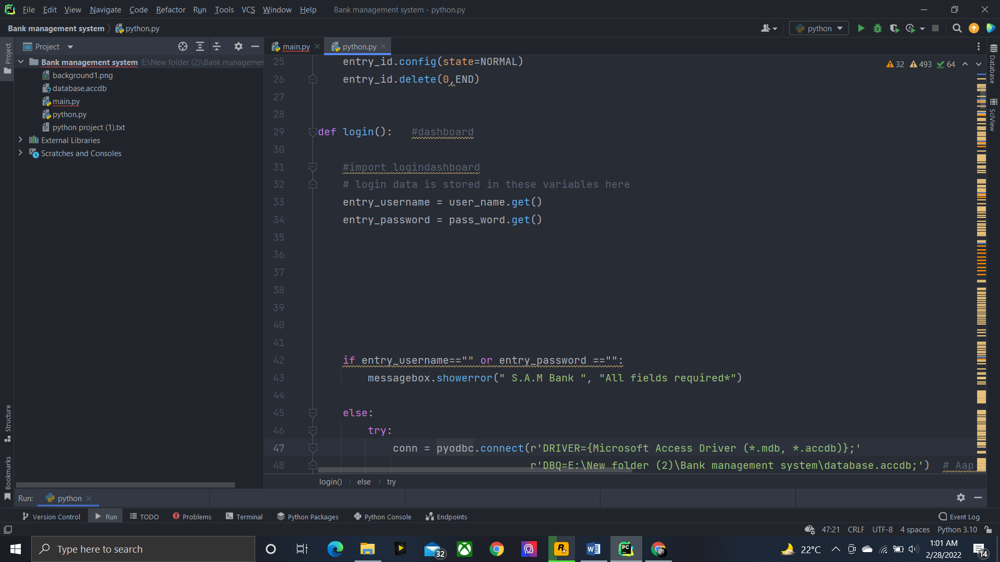 File Edit View Navigate Code Refactor Run Tools VCS Window Help Bank management system - python.py
Bank management system python.py python
Project main.py python.py
Bank management system E:\New folder (2)\Bank managemen
background1.png
database.accdb
main.py
python.py
python project (1).txt
External Libraries
Scratches and Consoles
Project
Structure
Bookmarks
32 493 64
25 entry_id.config(state=NORMAL)
26 entry_id.delete(0,END)
27
28
29 def login(): #dashboard
30
31 #import logindashboard
32 # login data is stored in these variables here
33 entry_username = user_name.get()
34 entry_password = pass_word.get()
35
36
37
38
39
40
41
42 if entry_username=="" or entry_password =="":
43 messagebox.showerror(" S.A.M Bank ", "All fields required*")
44
45 else:
46 try:
47 conn = pyodbc.connect(r'DRIVER={Microsoft Access Driver (*.mdb, *.accdb)};'
48 r'DBQ=E:\New folder (2)\Bank management system\database.accdb;') # Aap
Database
SciView
login() else try
Run: python
Version Control Run TODO Problems Terminal Python Packages Python Console Endpoints Event Log
47:21 CRLF UTF-8 4 spaces Python 3.10
Type here to search 32 22°C 1:01 AM
2/28/2022 14